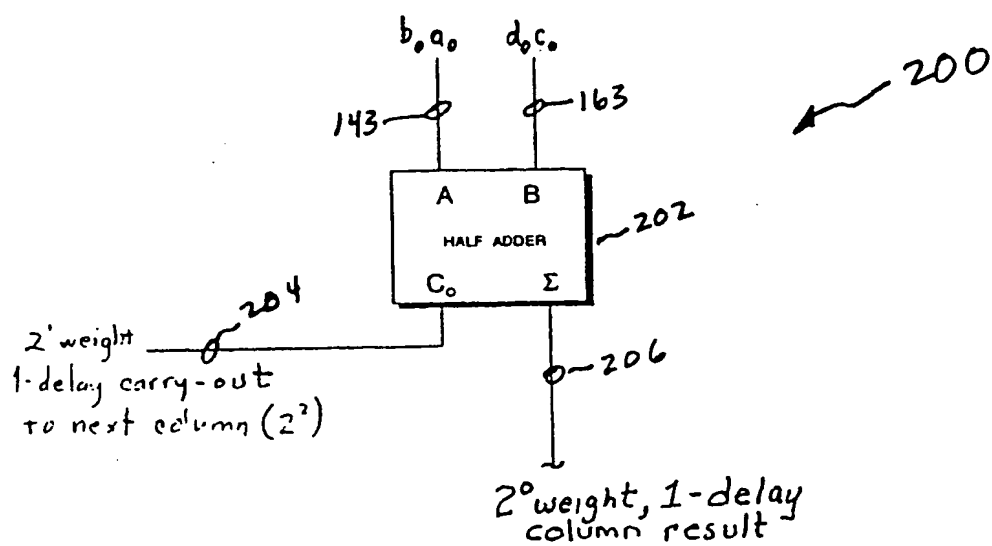 b₀a₀ d₀c₀
200
143
163
A B
HALF ADDER
202
C₀ Σ
204
2' weight
1-delay carry-out
to next column (2²)
206
2⁰ weight, 1-delay
column result